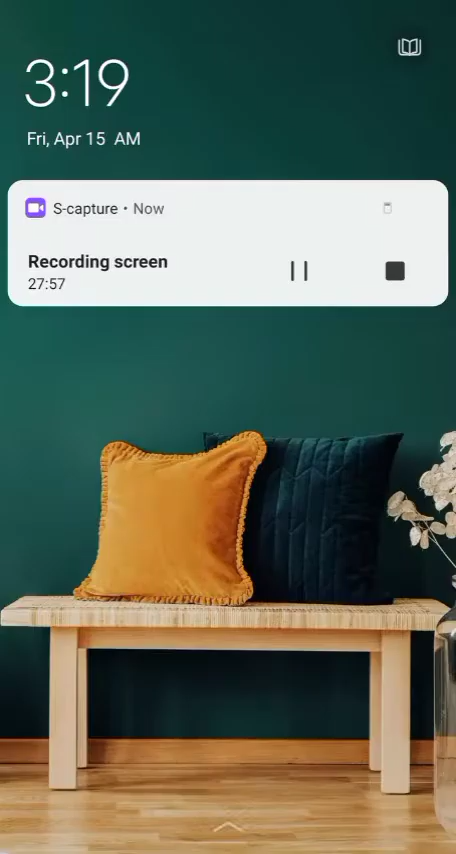 3:19
Fri, Apr 15 AM
S-capture • Now
Recording screen
27:57